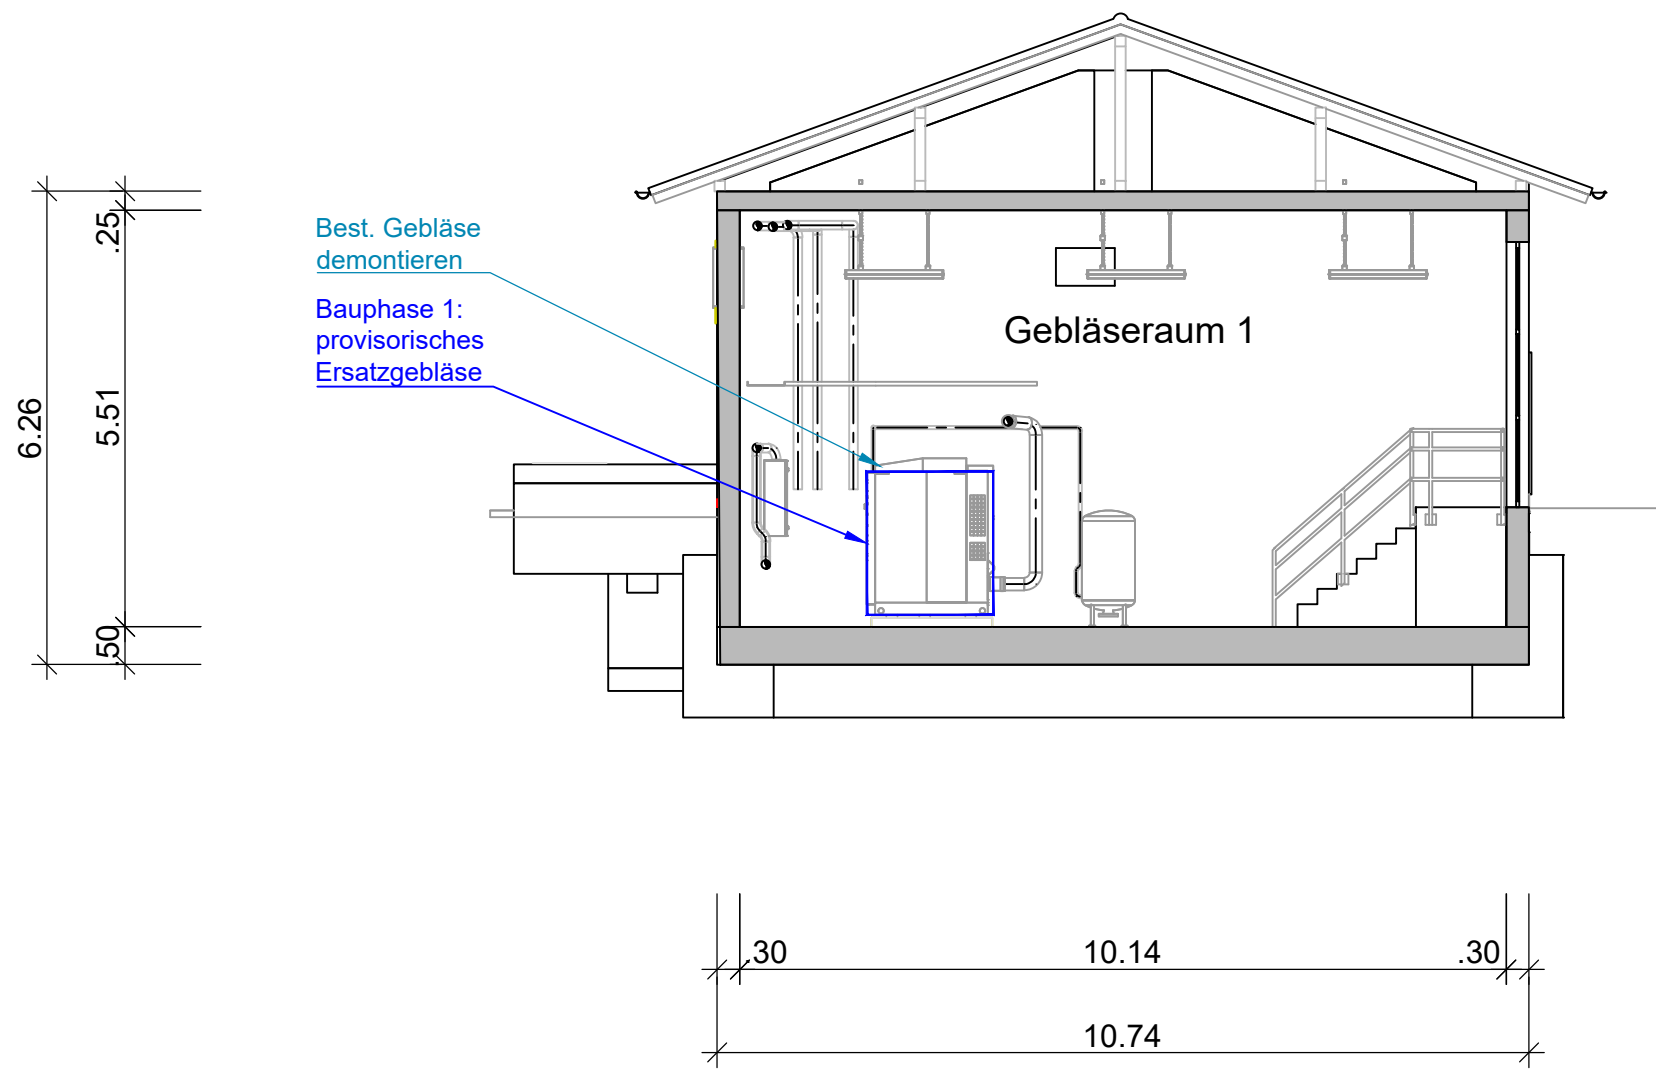 Best. Gebläse
demontieren
Bauphase 1:
provisorisches
Ersatzgebläse
Gebläseraum 1
.25
5.51
6.26
.50
.30
10.14
.30
10.74